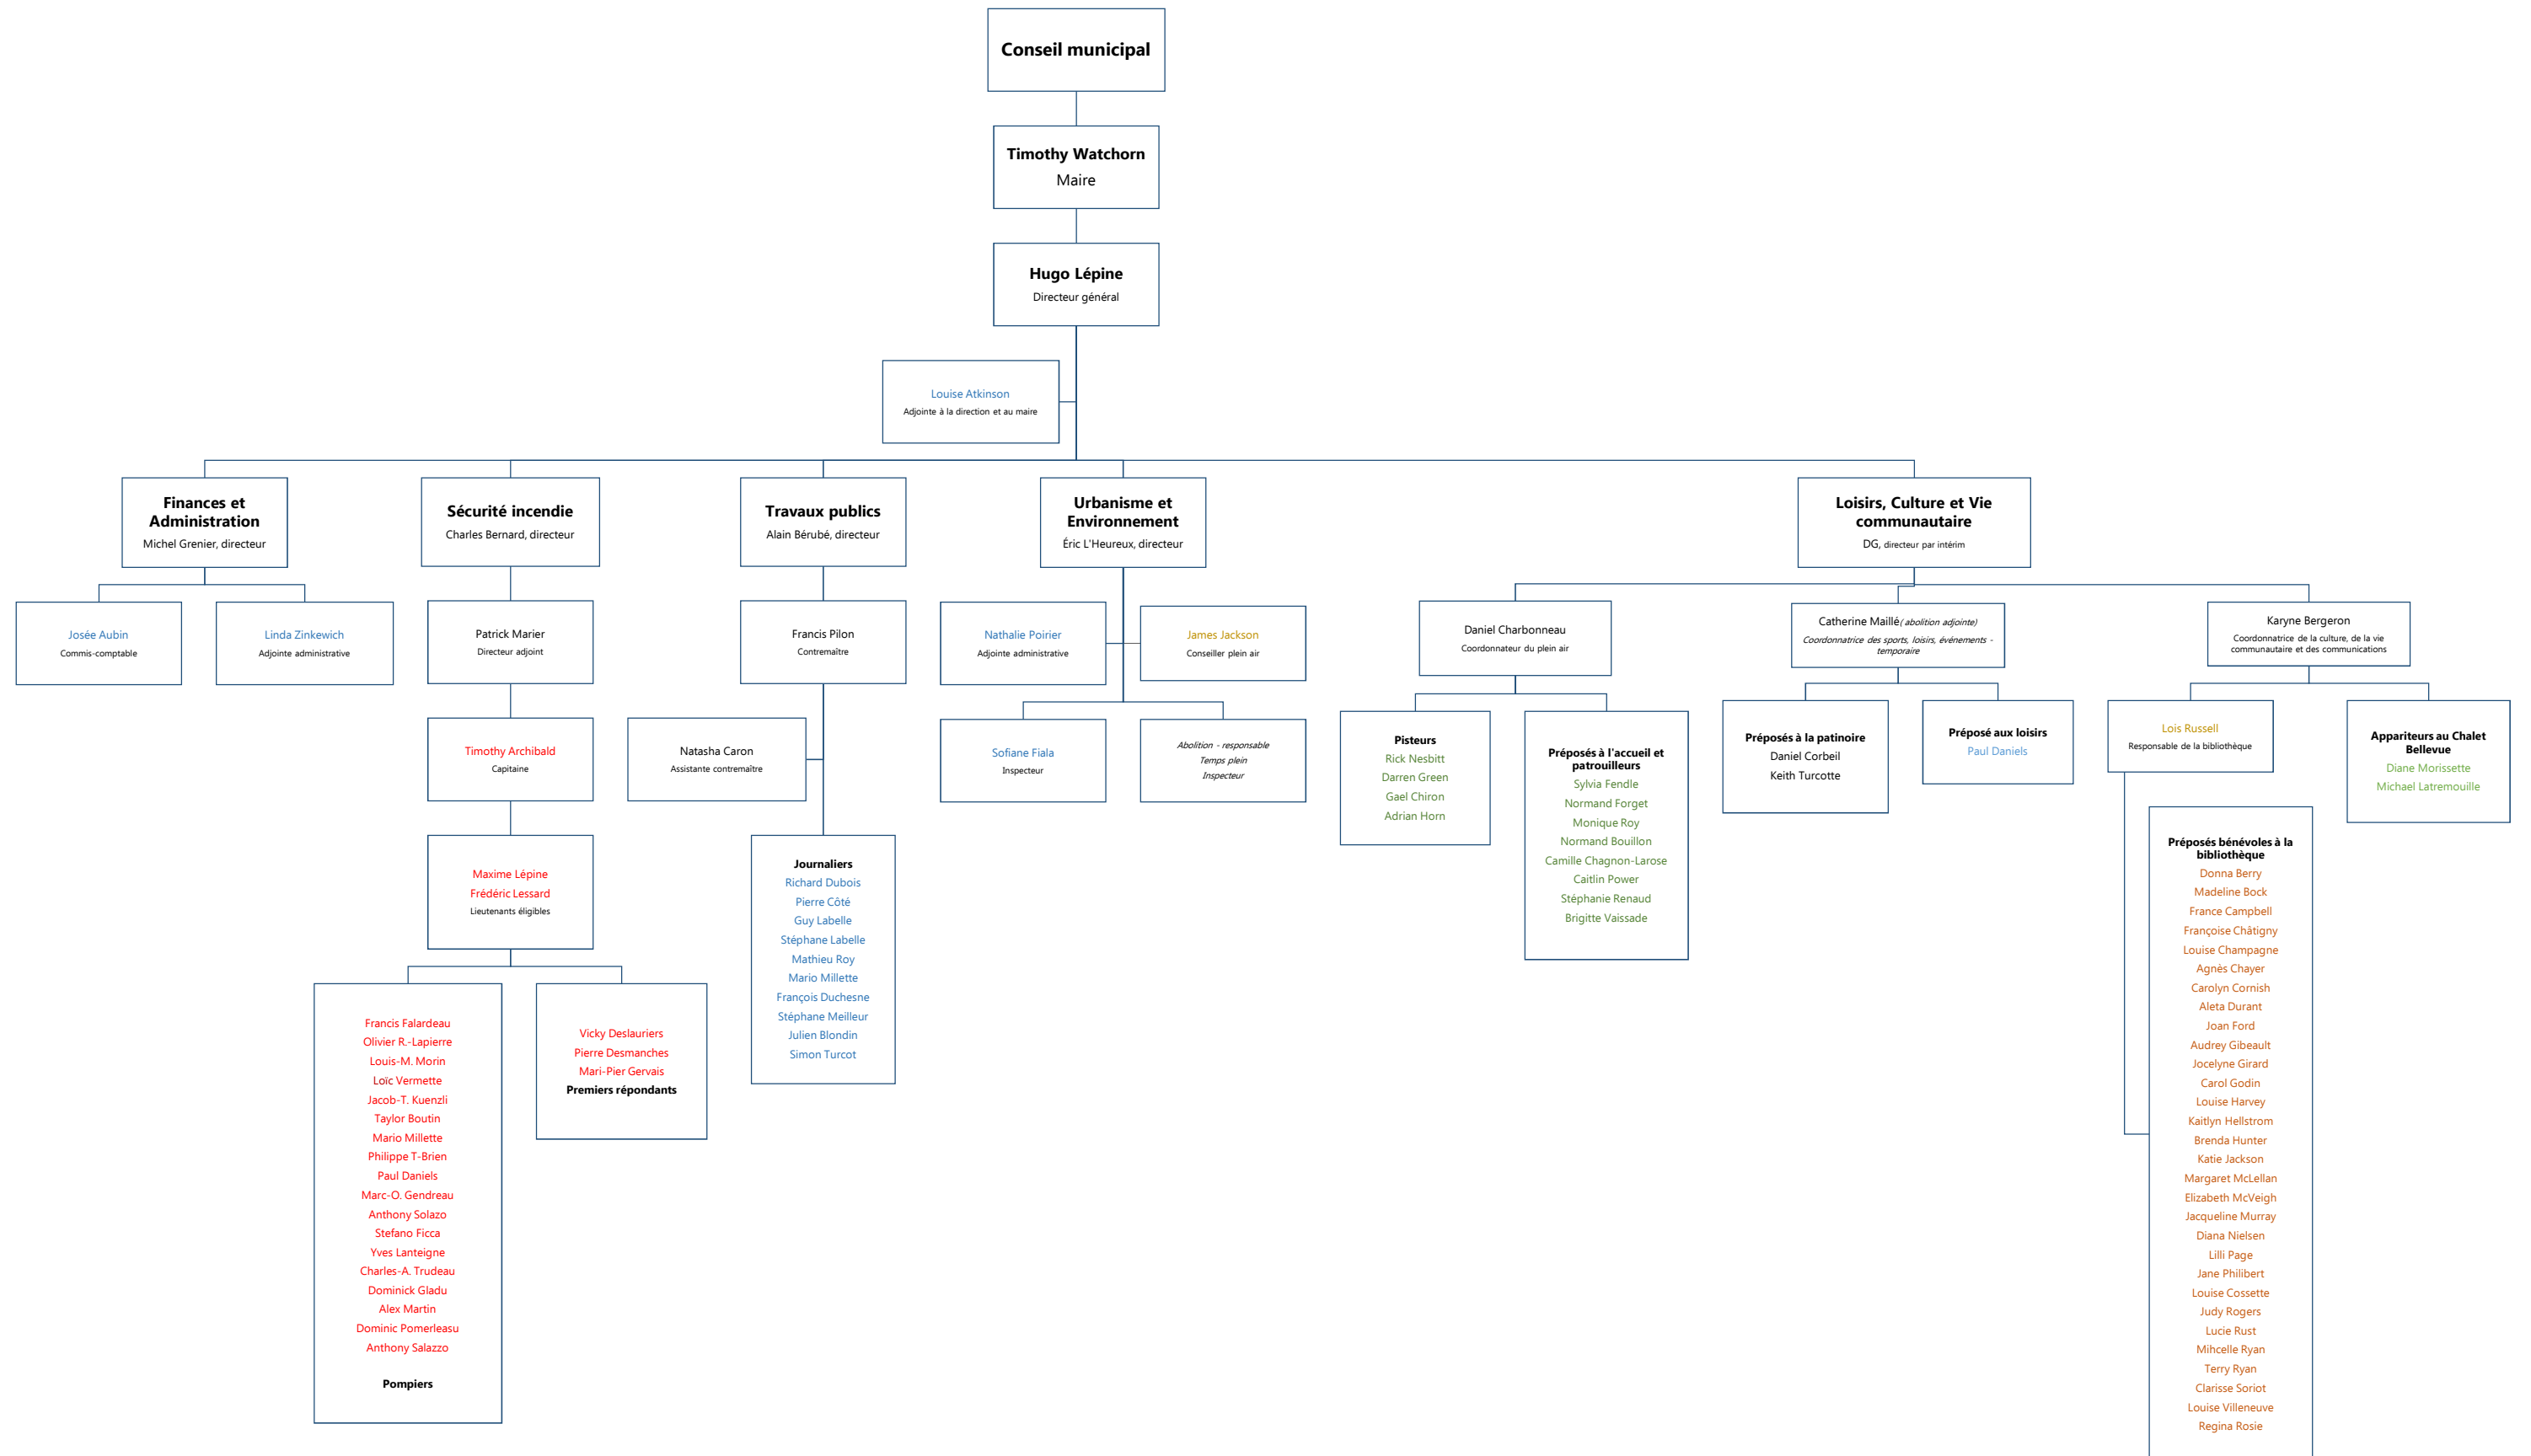 Conseil municipal
Timothy Watchorn
Maire
Hugo Lépine
Directeur général
Louise Atkinson
Adjointe à la direction et au maire
Finances et
Administration
Michel Grenier, directeur
Sécurité incendie
Charles Bernard, directeur
Travaux publics
Alain Bérubé, directeur
Urbanisme et
Environnement
Éric L'Heureux, directeur
Loisirs, Culture et Vie
communautaire
DG, directeur par intérim
Josée Aubin
Commis-comptable
Linda Zinkewich
Adjointe administrative
Patrick Marier
Directeur adjoint
Timothy Archibald
Capitaine
Maxime Lépine
Frédéric Lessard
Lieutenants éligibles
Francis Falardeau
Olivier R.-Lapierre
Louis-M. Morin
Loïc Vermette
Jacob-T. Kuenzli
Taylor Boutin
Mario Millette
Philippe T-Brien
Paul Daniels
Marc-O. Gendreau
Anthony Solazo
Stefano Ficca
Yves Lanteigne
Charles-A. Trudeau
Dominick Gladu
Alex Martin
Dominic Pomerleasu
Anthony Salazzo
Pompiers
Vicky Deslauriers
Pierre Desmanches
Mari-Pier Gervais
Premiers répondants
Francis Pilon
Contremaître
Natasha Caron
Assistante contremaître
Journaliers
Richard Dubois
Pierre Côté
Guy Labelle
Stéphane Labelle
Mathieu Roy
Mario Millette
François Duchesne
Stéphane Meilleur
Julien Blondin
Simon Turcot
Nathalie Poirier
Adjointe administrative
James Jackson
Conseiller plein air
Sofiane Fiala
Inspecteur
Abolition - responsable
Temps plein
Inspecteur
Daniel Charbonneau
Coordonnateur du plein air
Pisteurs
Rick Nesbitt
Darren Green
Gael Chiron
Adrian Horn
Préposés à l'accueil et
patrouilleurs
Sylvia Fendle
Normand Forget
Monique Roy
Normand Bouillon
Camille Chagnon-Larose
Caitlin Power
Stéphanie Renaud
Brigitte Vaissade
Catherine Maillé( abolition adjointe)
Coordonnatrice des sports, loisirs, événements -
temporaire
Préposés à la patinoire
Daniel Corbeil
Keith Turcotte
Préposé aux loisirs
Paul Daniels
Karyne Bergeron
Coordonnatrice de la culture, de la vie
communautaire et des communications
Lois Russell
Responsable de la bibliothèque
Appariteurs au Chalet
Bellevue
Diane Morissette
Michael Latremouille
Préposés bénévoles à la
bibliothèque
Donna Berry
Madeline Bock
France Campbell
Françoise Châtigny
Louise Champagne
Agnès Chayer
Carolyn Cornish
Aleta Durant
Joan Ford
Audrey Gibeault
Jocelyne Girard
Carol Godin
Louise Harvey
Kaitlyn Hellstrom
Brenda Hunter
Katie Jackson
Margaret McLellan
Elizabeth McVeigh
Jacqueline Murray
Diana Nielsen
Lilli Page
Jane Philibert
Louise Cossette
Judy Rogers
Lucie Rust
Mihcelle Ryan
Terry Ryan
Clarisse Soriot
Louise Villeneuve
Regina Rosie